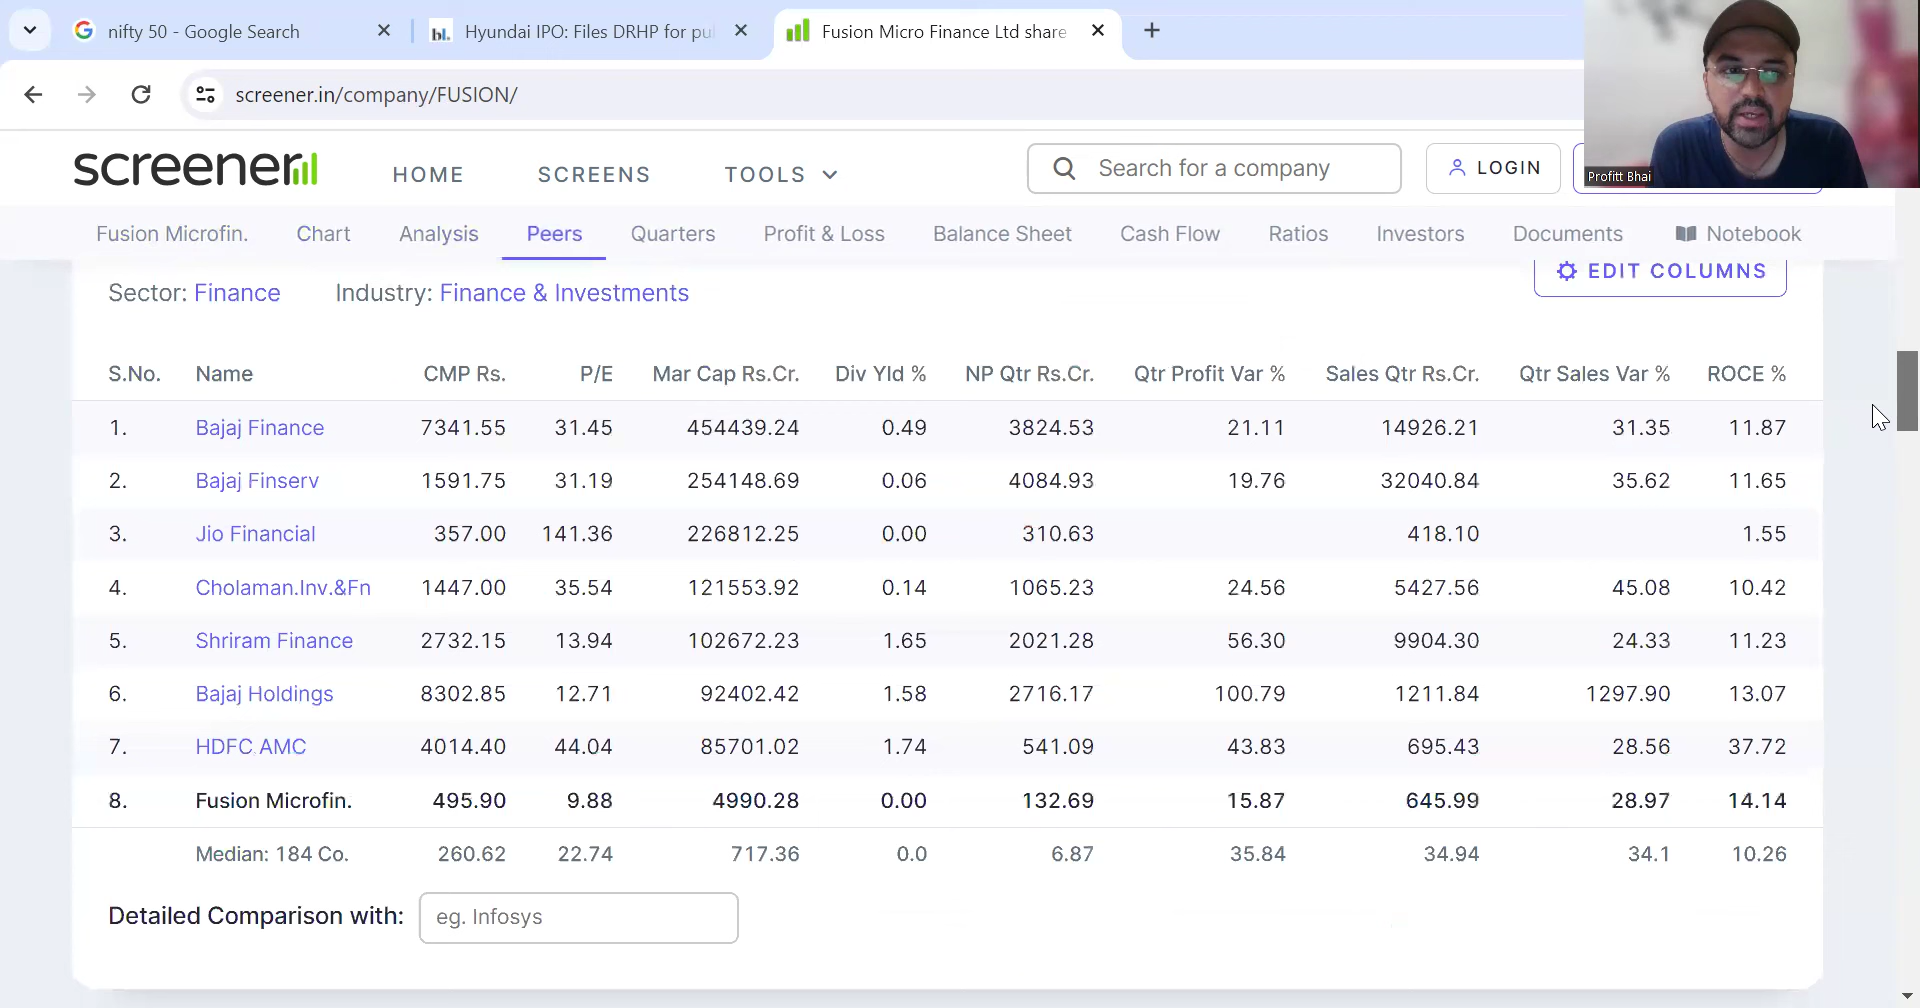 nifty 50 - Google Search
bl. Hyundai IPO: Files DRHP for pu
Fusion Micro Finance Ltd share
screener.in/company/FUSION/
Profitt Bhai
screener HOME SCREENS TOOLS Search for a company LOGIN
Fusion Microfin. Chart Analysis Peers Quarters Profit & Loss Balance Sheet Cash Flow Ratios Investors Documents Notebook
Sector: Finance Industry: Finance & Investments EDIT COLUMNS
S.No. Name CMP Rs. P/E Mar Cap Rs.Cr. Div Yld % NP Qtr Rs.Cr. Qtr Profit Var % Sales Qtr Rs.Cr. Qtr Sales Var % ROCE %
1. Bajaj Finance 7341.55 31.45 454439.24 0.49 3824.53 21.11 14926.21 31.35 11.87
2. Bajaj Finserv 1591.75 31.19 254148.69 0.06 4084.93 19.76 32040.84 35.62 11.65
3. Jio Financial 357.00 141.36 226812.25 0.00 310.63 418.10 1.55
4. Cholaman.Inv.&Fn 1447.00 35.54 121553.92 0.14 1065.23 24.56 5427.56 45.08 10.42
5. Shriram Finance 2732.15 13.94 102672.23 1.65 2021.28 56.30 9904.30 24.33 11.23
6. Bajaj Holdings 8302.85 12.71 92402.42 1.58 2716.17 100.79 1211.84 1297.90 13.07
7. HDFC AMC 4014.40 44.04 85701.02 1.74 541.09 43.83 695.43 28.56 37.72
8. Fusion Microfin. 495.90 9.88 4990.28 0.00 132.69 15.87 645.99 28.97 14.14
Median: 184 Co. 260.62 22.74 717.36 0.0 6.87 35.84 34.94 34.1 10.26
Detailed Comparison with: eg. Infosys